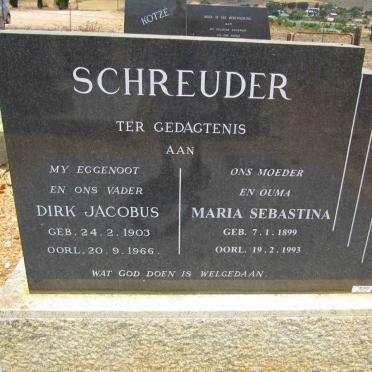 KOTZE
SCHREUDER
TER GEDAGTENIS
AAN
MY EGGENOOT
EN ONS VADER
DIRK JACOBUS
GEB. 24. 2. 1903
OORL. 20. 9. 1966.
ONS MOEDER
EN OUMA
MARIA SEBASTINA
GEB. 7. 1. 1899
OORL. 19. 2. 1993
WAT GOD DOEN IS WELGEDAAN.